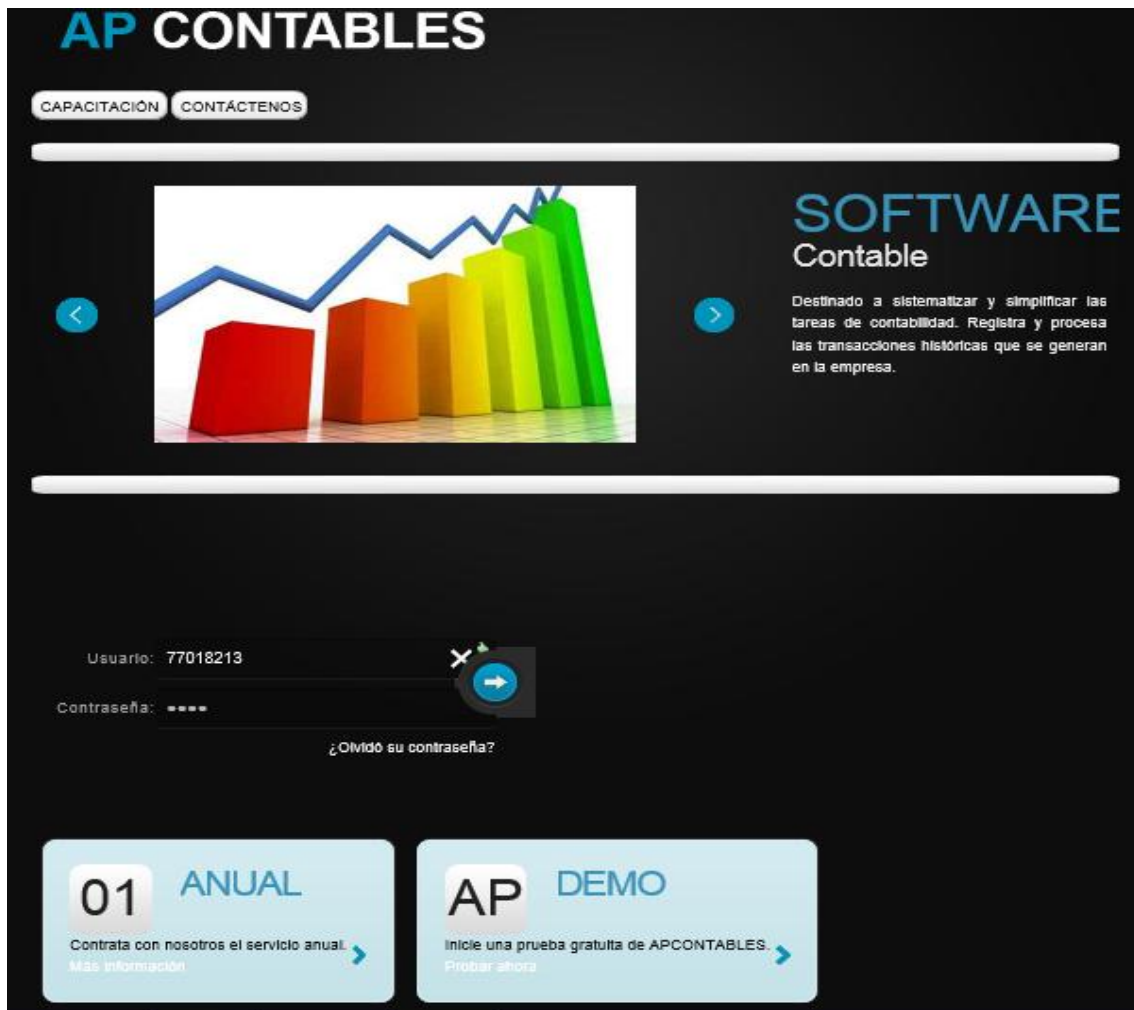 AP CONTABLES
CAPACITACIÓN CONTÁCTENOS
SOFTWARE
Contable
Destinado a sistematizar y simplificar las
tareas de contabilidad. Registra y procesa
las transacciones históricas que se generan
en la empresa.
Usuario: 77018213
Contraseña:
¿Olvidó su contraseña?
01 ANUAL
Contrata con nosotros el servicio anual.
Más información
AP DEMO
Inicie una prueba gratuita de APCONTABLES.
Probar ahora